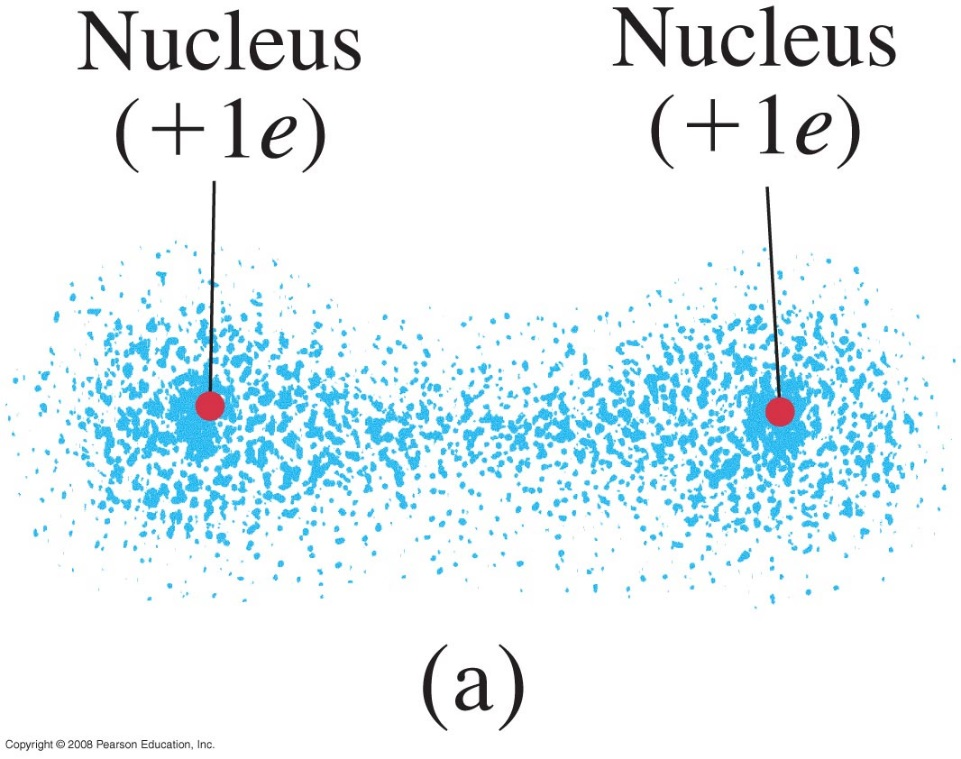 Nucleus
(+1e)
Nucleus
(+1e)
(a)
Copyright © 2008 Pearson Education, Inc.